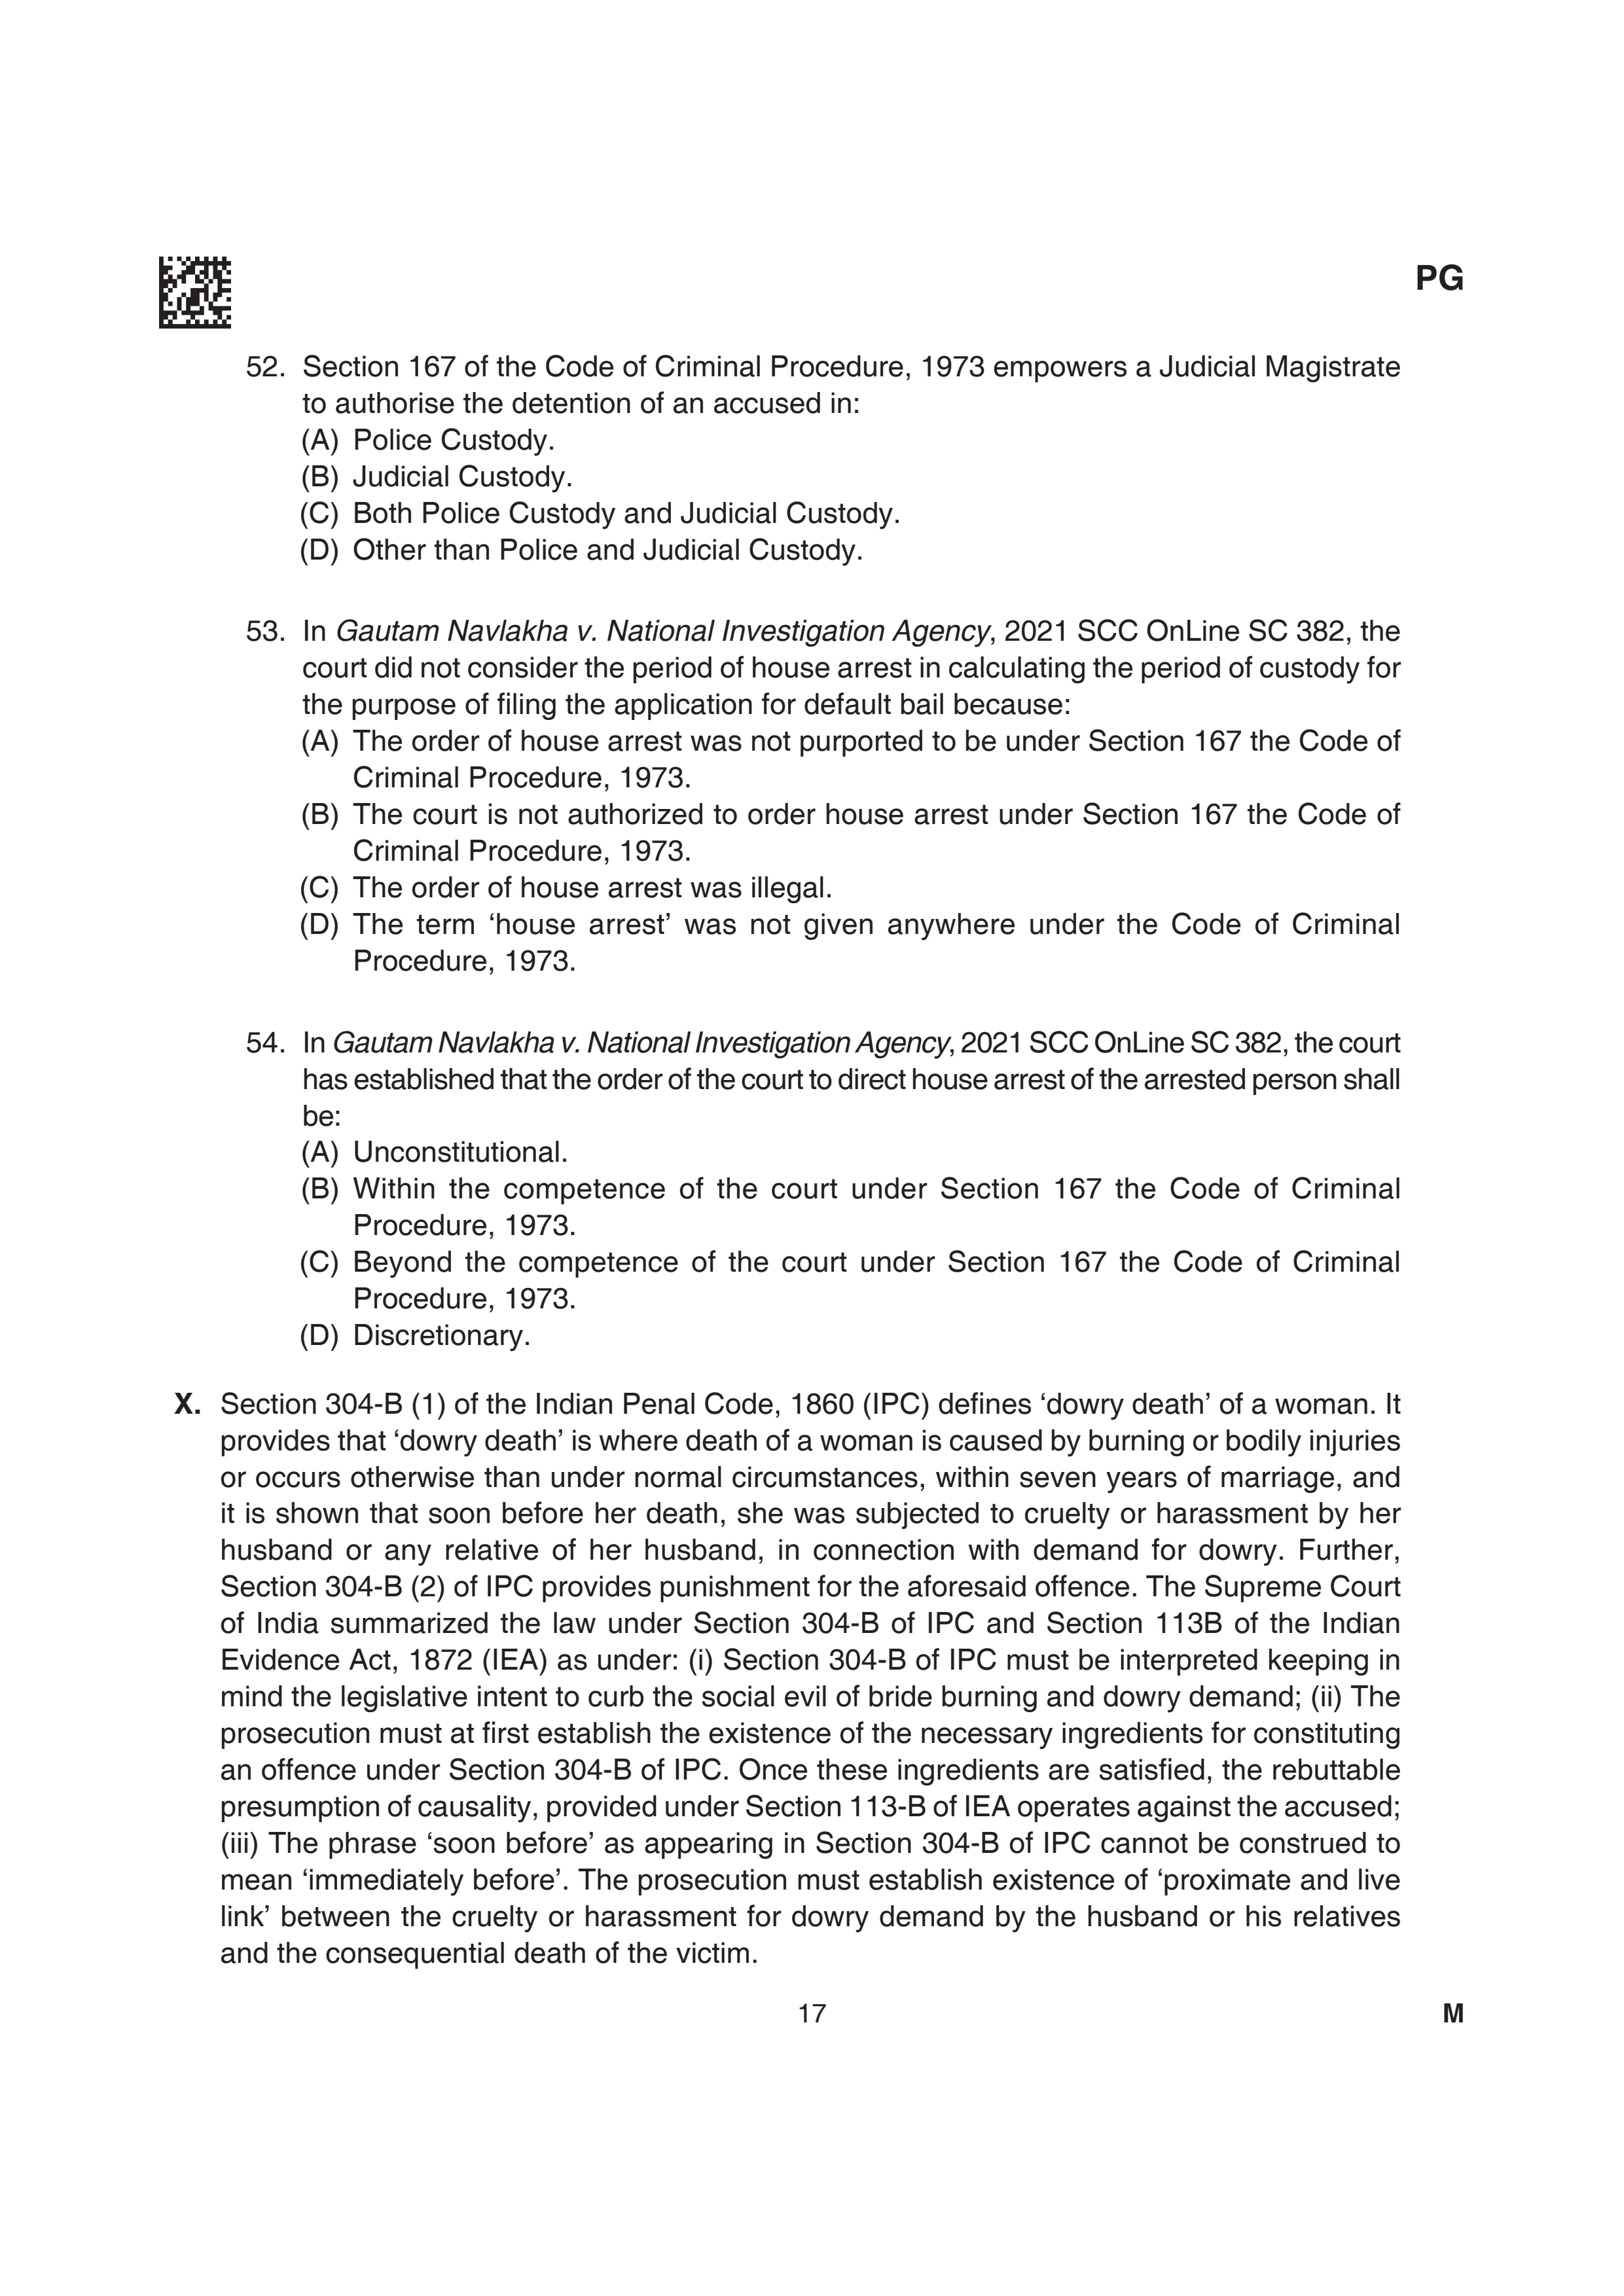 PG
52. Section 167 of the Code of Criminal Procedure, 1973 empowers a Judicial Magistrate
to authorise the detention of an accused in:
(A) Police Custody.
(B) Judicial Custody.
(C) Both Police Custody and Judicial Custody.
(D) Other than Police and Judicial Custody.
53. In Gautam Navlakha v. National Investigation Agency, 2021 SCC OnLine SC 382, the
court did not consider the period of house arrest in calculating the period of custody for
the purpose of filing the application for default bail because:
(A) The order of house arrest was not purported to be under Section 167 the Code of
Criminal Procedure, 1973.
(B) The court is not authorized to order house arrest under Section 167 the Code of
Criminal Procedure, 1973.
(C) The order of house arrest was illegal.
(D) The term ‘house arrest’ was not given anywhere under the Code of Criminal
Procedure, 1973.
54. In Gautam Navlakha v. National Investigation Agency, 2021 SCC OnLine SC 382, the court
has established that the order of the court to direct house arrest of the arrested person shall
be:
(A) Unconstitutional.
(B) Within the competence of the court under Section 167 the Code of Criminal
Procedure, 1973.
(C) Beyond the competence of the court under Section 167 the Code of Criminal
Procedure, 1973.
(D) Discretionary.
X. Section 304-B (1) of the Indian Penal Code, 1860 (IPC) defines ‘dowry death’ of a woman. It
provides that ‘dowry death’ is where death of a woman is caused by burning or bodily injuries
or occurs otherwise than under normal circumstances, within seven years of marriage, and
it is shown that soon before her death, she was subjected to cruelty or harassment by her
husband or any relative of her husband, in connection with demand for dowry. Further,
Section 304-B (2) of IPC provides punishment for the aforesaid offence. The Supreme Court
of India summarized the law under Section 304-B of IPC and Section 113B of the Indian
Evidence Act, 1872 (IEA) as under: (i) Section 304-B of IPC must be interpreted keeping in
mind the legislative intent to curb the social evil of bride burning and dowry demand; (ii) The
prosecution must at first establish the existence of the necessary ingredients for constituting
an offence under Section 304-B of IPC. Once these ingredients are satisfied, the rebuttable
presumption of causality, provided under Section 113-B of IEA operates against the accused;
(iii) The phrase ‘soon before’ as appearing in Section 304-B of IPC cannot be construed to
mean ‘immediately before’. The prosecution must establish existence of ‘proximate and live
link’ between the cruelty or harassment for dowry demand by the husband or his relatives
and the consequential death of the victim.
17
M